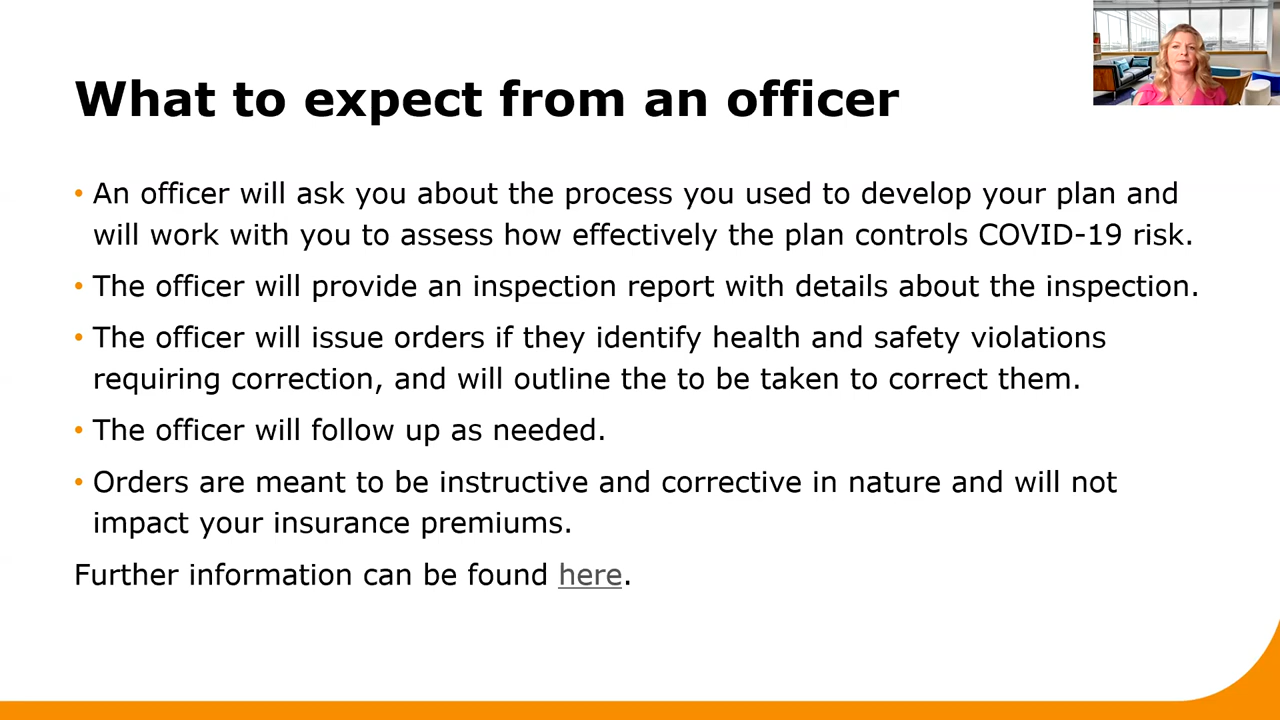 What to expect from an officer
• An officer will ask you about the process you used to develop your plan and
will work with you to assess how effectively the plan controls COVID-19 risk.
• The officer will provide an inspection report with details about the inspection.
• The officer will issue orders if they identify health and safety violations
requiring correction, and will outline the to be taken to correct them.
• The officer will follow up as needed.
• Orders are meant to be instructive and corrective in nature and will not
impact your insurance premiums.
Further information can be found here.